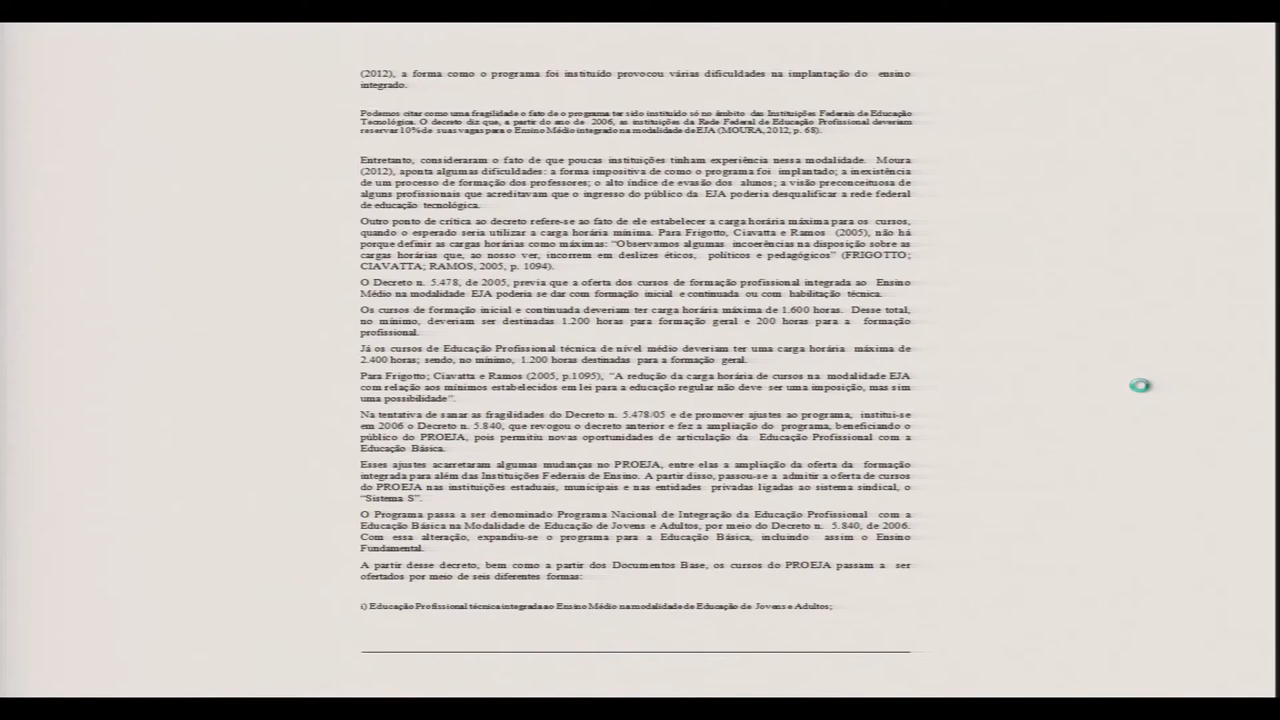 (2012), a forma como o programa foi instituído provocou várias dificuldades na implantação do ensino
integrado.
Podemos citar como uma fragilidade o fato de o programa ter sido instituído só no âmbito das Instituições Federais de Educação
Tecnológica. O decreto diz que, a partir do ano de 2006, as instituições da Rede Federal de Educação Profissional deveriam
reservar 10% de suas vagas para o Ensino Médio integrado na modalidade de EJA (MOURA, 2012, p. 68).
Entretanto, consideraram o fato de que poucas instituições tinham experiência nessa modalidade. Moura
(2012), aponta algumas dificuldades: a forma impositiva de como o programa foi implantado; a inexistência
de um processo de formação dos professores; o alto índice de evasão dos alunos; a visão preconceituosa de
alguns profissionais que acreditavam que o ingresso do público da EJA poderia desqualificar a rede federal
de educação tecnológica.
Outro ponto de crítica ao decreto refere-se ao fato de ele estabelecer a carga horária máxima para os cursos,
quando o esperado seria utilizar a carga horária mínima. Para Frigotto, Ciavatta e Ramos (2005), não há
porque definir as cargas horárias como máximas: “Observamos algumas incoerências na disposição sobre as
cargas horárias que, ao nosso ver, incorrem em deslizes éticos, políticos e pedagógicos” (FRIGOTTO;
CIAVATTA; RAMOS, 2005, p. 1094).
O Decreto n. 5.478, de 2005, previa que a oferta dos cursos de formação profissional integrada ao Ensino
Médio na modalidade EJA poderia se dar com formação inicial e continuada ou com habilitação técnica.
Os cursos de formação inicial e continuada deveriam ter carga horária máxima de 1.600 horas. Desse total,
no mínimo, deveriam ser destinadas 1.200 horas para formação geral e 200 horas para a formação
profissional.
Já os cursos de Educação Profissional técnica de nível médio deveriam ter uma carga horária máxima de
2.400 horas; sendo, no mínimo, 1.200 horas destinadas para a formação geral.
Para Frigotto; Ciavatta e Ramos (2005, p.1095), “A redução da carga horária de cursos na modalidade EJA
com relação aos mínimos estabelecidos em lei para a educação regular não deve ser uma imposição, mas sim
uma possibilidade”.
Na tentativa de sanar as fragilidades do Decreto n. 5.478/05 e de promover ajustes ao programa, institui-se
em 2006 o Decreto n. 5.840, que revogou o decreto anterior e fez a ampliação do programa, beneficiando o
público do PROEJA, pois permitiu novas oportunidades de articulação da Educação Profissional com a
Educação Básica.
Esses ajustes acarretaram algumas mudanças no PROEJA, entre elas a ampliação da oferta da formação
integrada para além das Instituições Federais de Ensino. A partir disso, passou-se a admitir a oferta de cursos
do PROEJA nas instituições estaduais, municipais e nas entidades privadas ligadas ao sistema sindical, o
“Sistema S”.
O Programa passa a ser denominado Programa Nacional de Integração da Educação Profissional com a
Educação Básica na Modalidade de Educação de Jovens e Adultos, por meio do Decreto n. 5.840, de 2006.
Com essa alteração, expandiu-se o programa para a Educação Básica, incluindo assim o Ensino
Fundamental.
A partir desse decreto, bem como a partir dos Documentos Base, os cursos do PROEJA passam a ser
ofertados por meio de seis diferentes formas:
i) Educação Profissional técnica integrada ao Ensino Médio na modalidade de Educação de Jovens e Adultos;